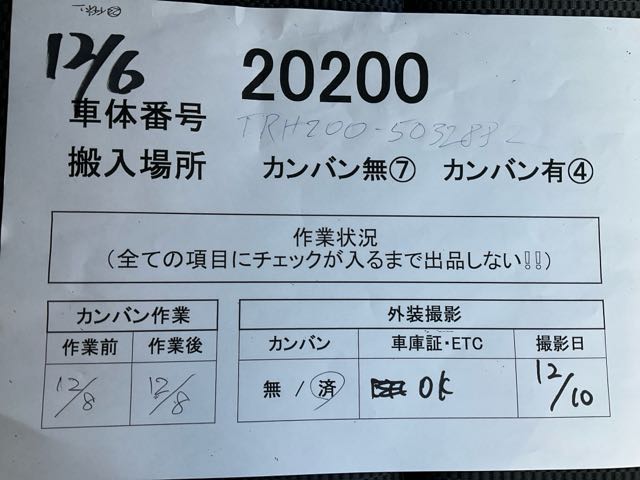 12/6
20200
車体番号 TRH200-503288
搬入場所 カンバン無⑦ カンバン有④
作業状況
(全ての項目にチェックが入るまで出品しない!!)
カンバン作業 外装撮影
作業前 作業後 カンバン 車庫証・ETC 撮影日
12/8 12/8 無 / 済 OK 12/10